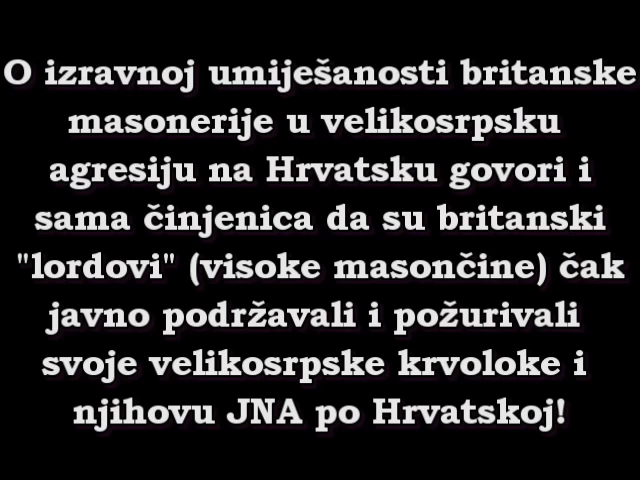 O izravnoj umiješanosti britanske
masonerije u velikosrpsku
agresiju na Hrvatsku govori i
sama činjenica da su britanski
"lordovi" (visoke masončine) čak
javno podržavali i požurivali
svoje velikosrpske krvoloke i
njihovu JNA po Hrvatskoj!